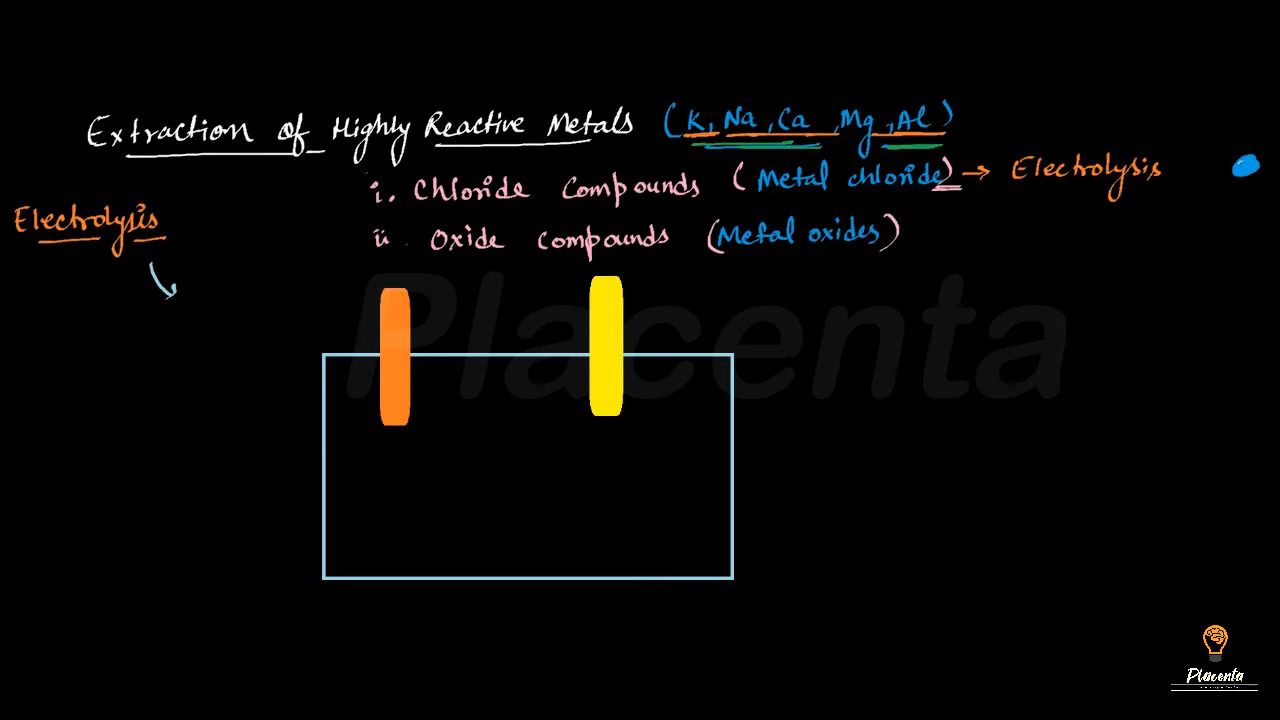 Extraction of Highly Reactive Metals (K, Na, Ca, Mg, Al)
i. Chloride Compounds (Metal chloride) → Electrolysis
Electrolysis
ii. Oxide Compounds (Metal oxides)
Placenta
Placenta